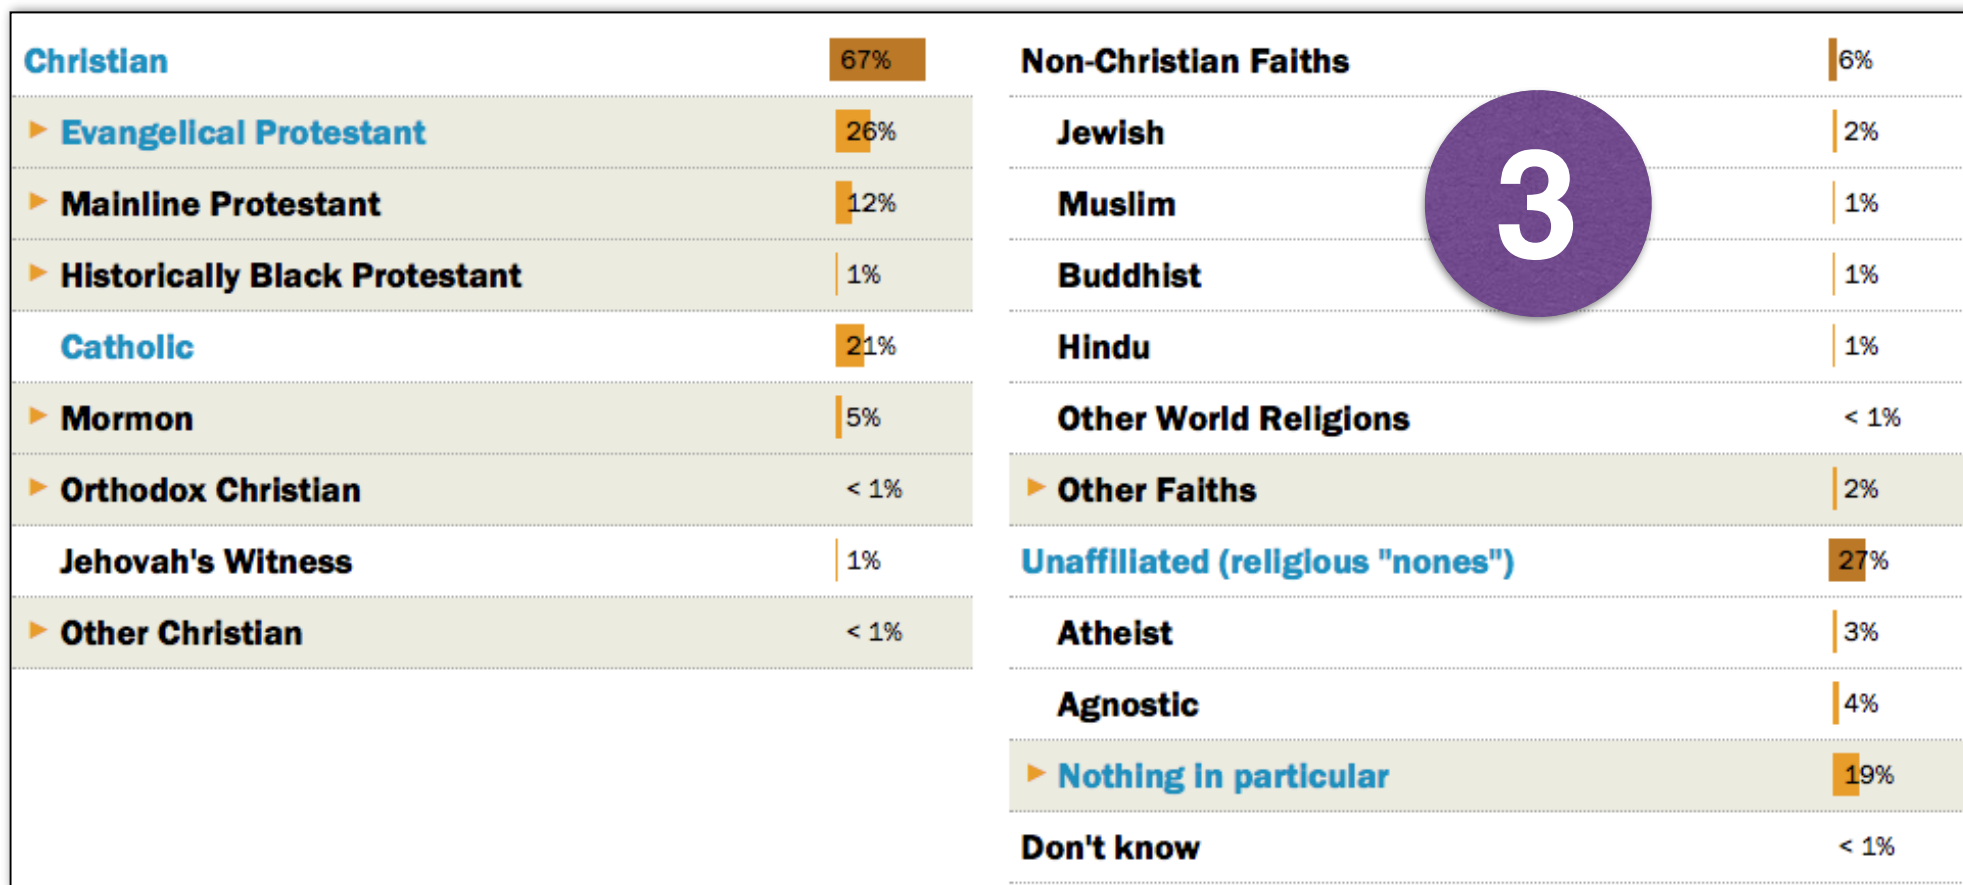 Christian 67%
Evangelical Protestant 26%
Mainline Protestant 12%
Historically Black Protestant 1%
Catholic 21%
Mormon 5%
Orthodox Christian < 1%
Jehovah's Witness 1%
Other Christian < 1%
Non-Christian Faiths 6%
Jewish 2%
Muslim 1%
3
Buddhist 1%
Hindu 1%
Other World Religions < 1%
Other Faiths 2%
Unaffiliated (religious "nones") 27%
Atheist 3%
Agnostic 4%
Nothing in particular 19%
Don't know < 1%